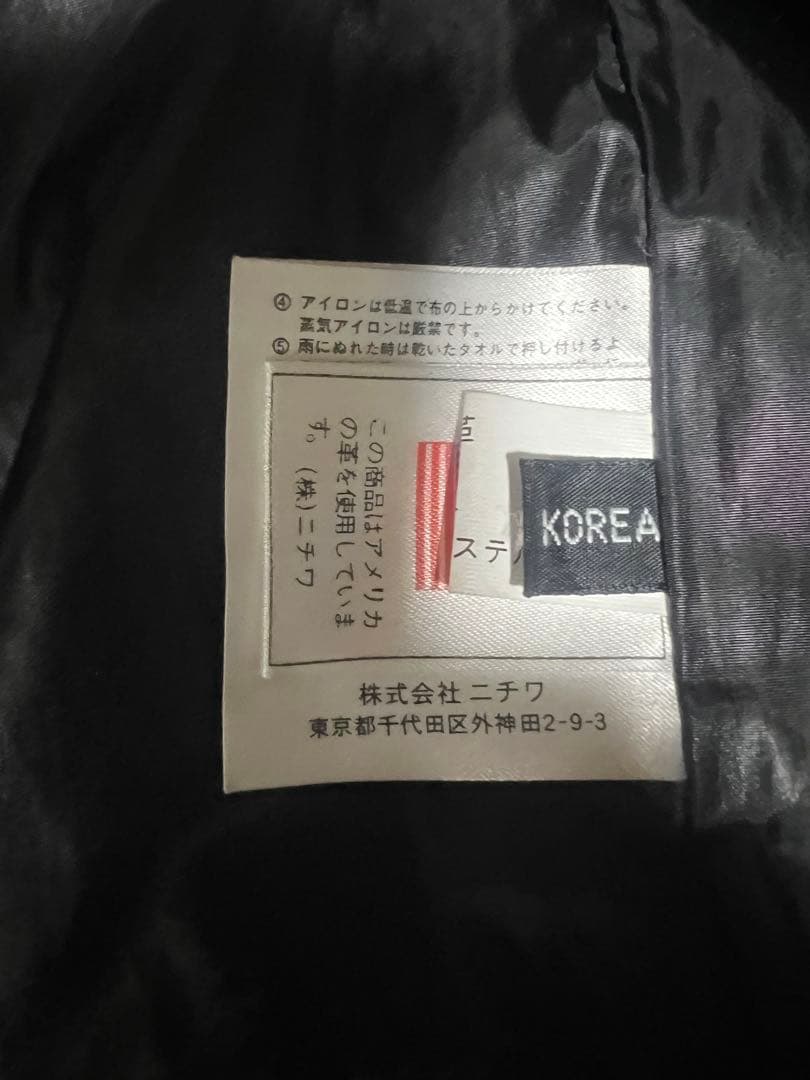 ④ アイロンは低温で布の上からかけてください。
蒸気アイロンは厳禁です。
⑤ 雨にぬれた時は乾いたタオルで押し付けるよ
この商品はアメリカ
の革を使用していま
す。(株)ニチワ
革
ステ
KOREA
株式会社 ニチワ
東京都千代田区外神田2-9-3